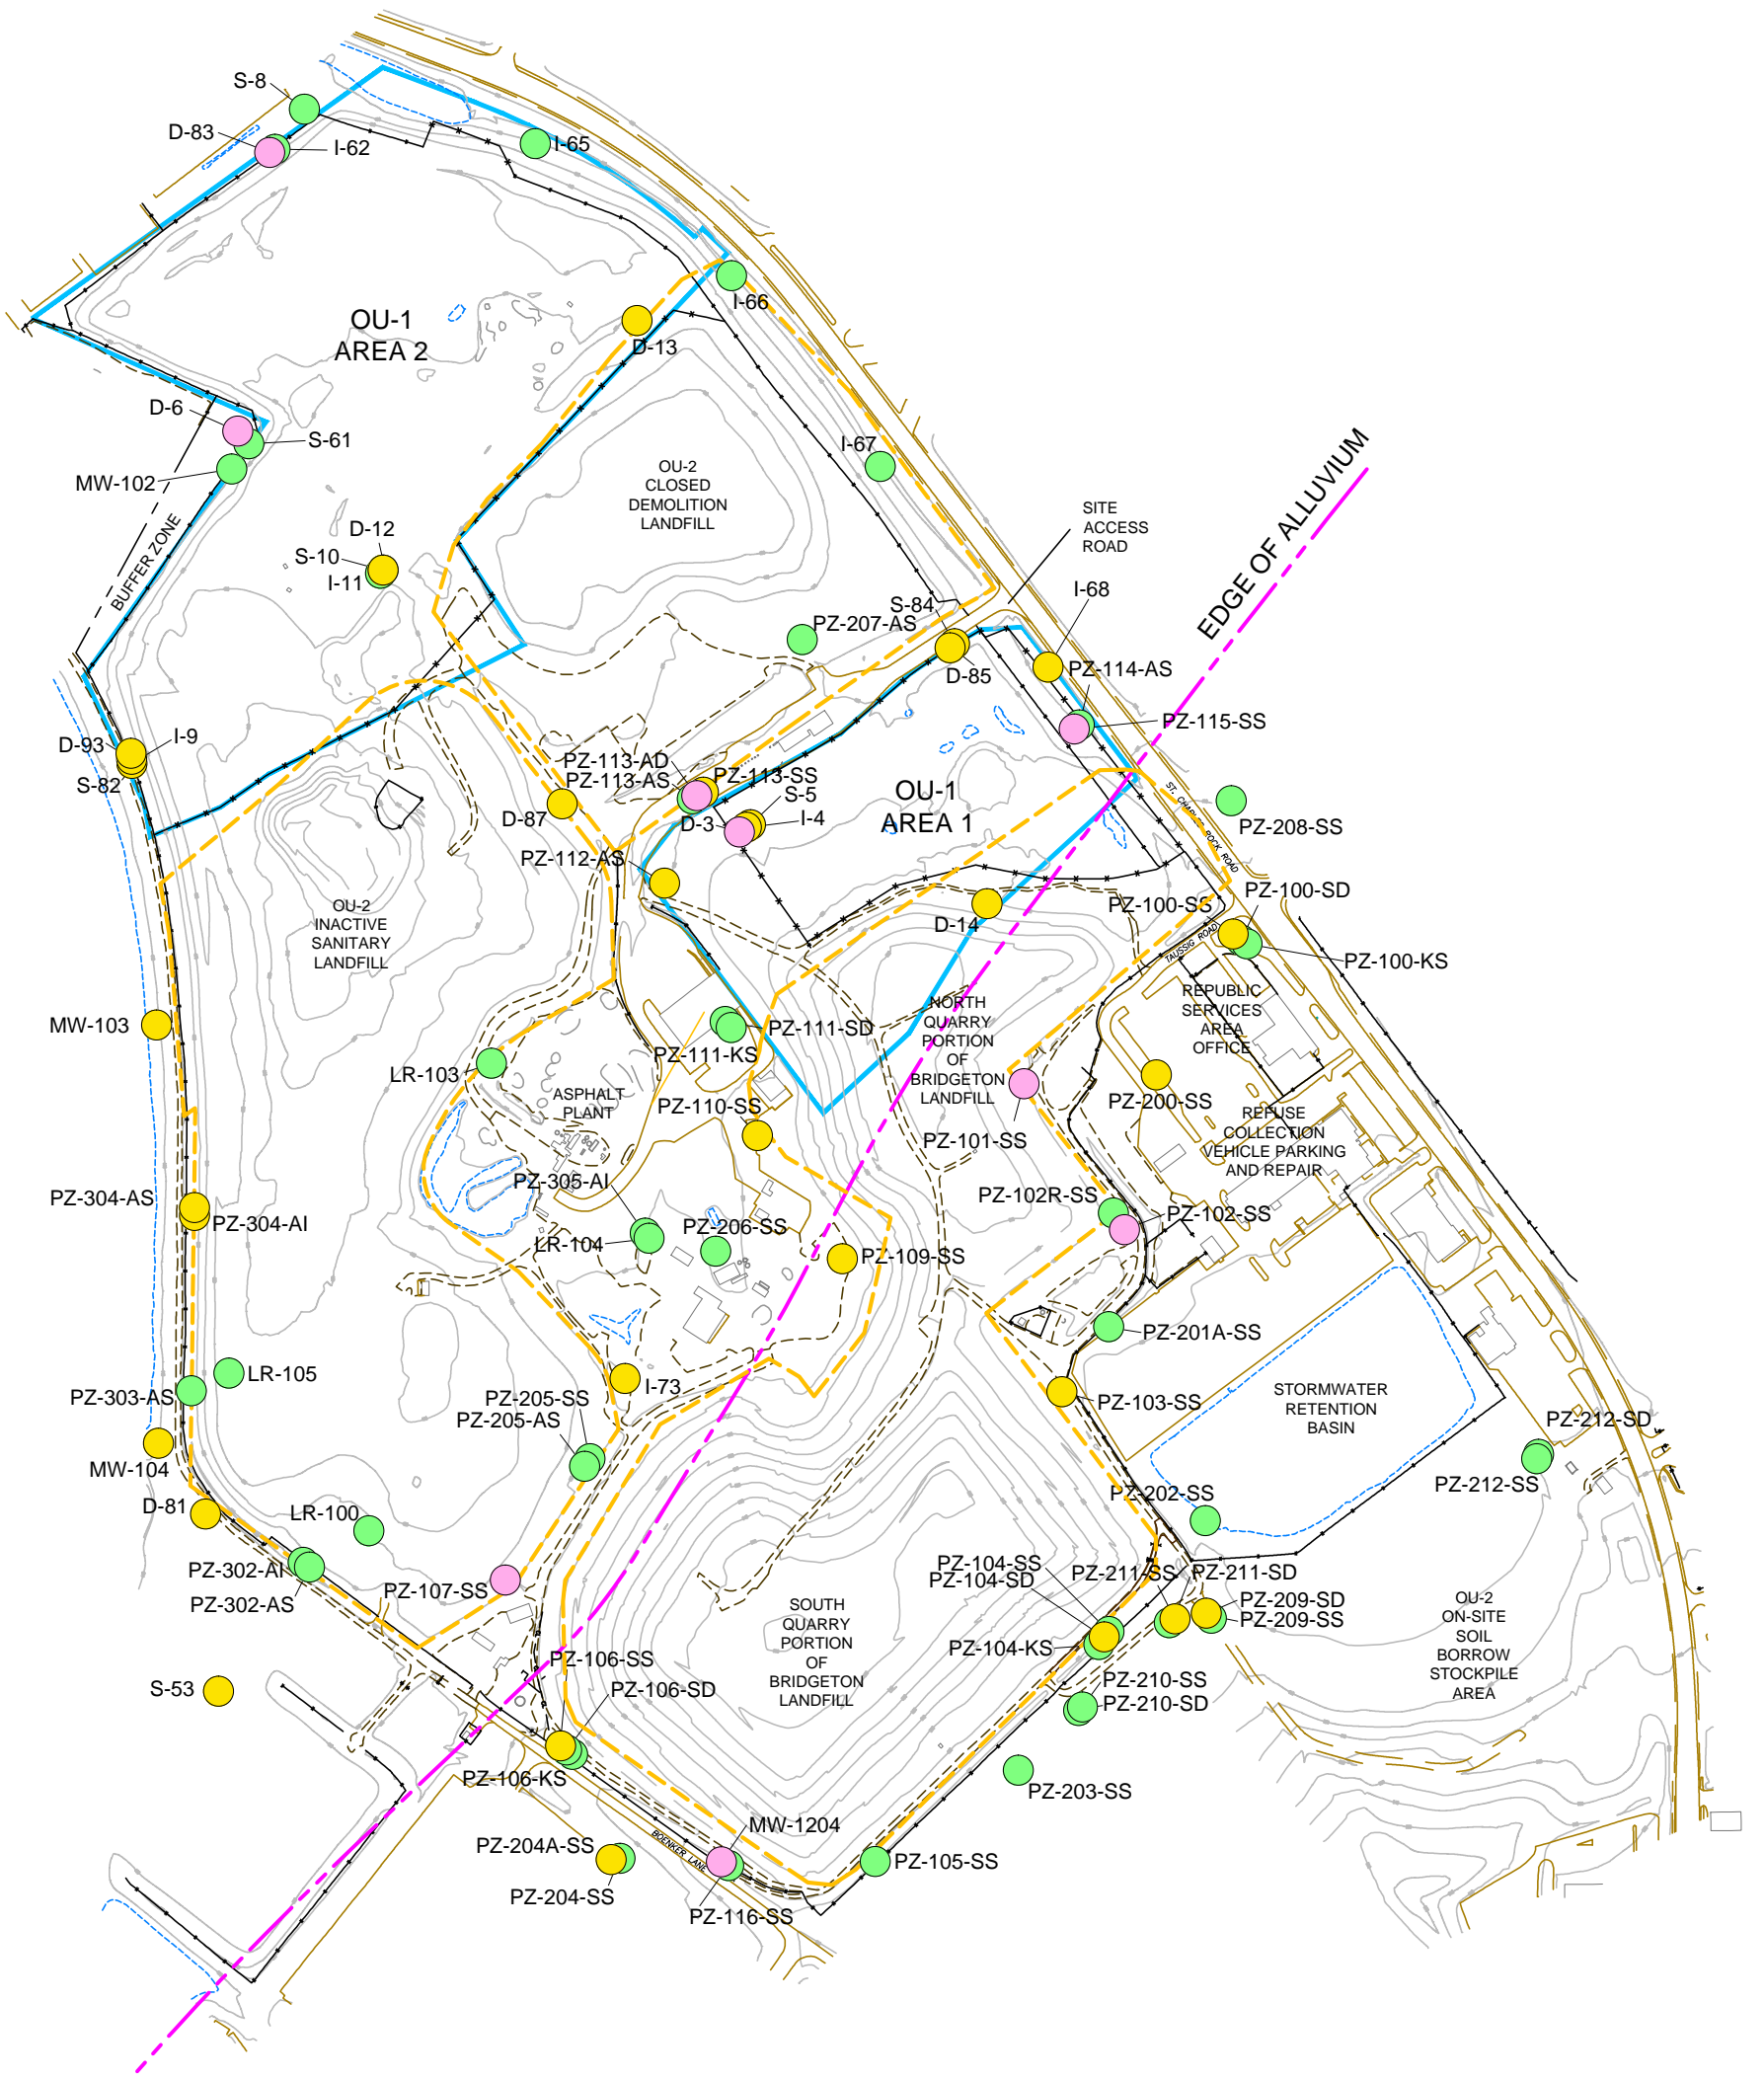 S-8
D-83
I-62
I-65
I-66
OU-1
AREA 2
D-13
D-6
S-61
I-67
MW-102
OU-2
CLOSED
DEMOLITION
LANDFILL
EDGE OF ALLUVIUM
SITE
ACCESS
ROAD
D-12
S-10
I-11
BUFFER ZONE
I-68
S-84
PZ-207-AS
D-85
PZ-114-AS
PZ-115-SS
I-9
D-93
S-82
PZ-113-AD
PZ-113-AS
PZ-113-SS
S-5
I-4
D-3
D-87
OU-1
AREA 1
ST. CHARLES ROCK ROAD
PZ-208-SS
PZ-112-AS
PZ-100-SD
PZ-100-SS
D-14
TAUSSIG ROAD
PZ-100-KS
OU-2
INACTIVE
SANITARY
LANDFILL
REPUBLIC
SERVICES
AREA
OFFICE
NORTH
QUARRY
PORTION
OF
BRIDGETON
LANDFILL
MW-103
PZ-111-SD
PZ-111-KS
LR-103
ASPHALT
PLANT
PZ-110-SS
PZ-200-SS
REFUSE
COLLECTION
VEHICLE PARKING
AND REPAIR
PZ-101-SS
PZ-305-AI
PZ-304-AS
PZ-304-AI
LR-104
PZ-206-SS
PZ-109-SS
PZ-102R-SS
PZ-102-SS
PZ-201A-SS
LR-105
PZ-303-AS
I-73
PZ-205-SS
PZ-205-AS
PZ-103-SS
STORMWATER
RETENTION
BASIN
PZ-212-SD
PZ-212-SS
MW-104
D-81
LR-100
PZ-202-SS
PZ-302-AI
PZ-302-AS
PZ-107-SS
PZ-104-SS
PZ-104-SD
PZ-211-SS
PZ-211-SD
PZ-209-SD
PZ-209-SS
PZ-104-KS
SOUTH
QUARRY
PORTION
OF
BRIDGETON
LANDFILL
OU-2
ON-SITE
SOIL
BORROW
STOCKPILE
AREA
S-53
PZ-106-SS
PZ-106-SD
PZ-210-SS
PZ-210-SD
PZ-106-KS
PZ-203-SS
MW-1204
PZ-204A-SS
BOENKER LANE
PZ-105-SS
PZ-204-SS
PZ-116-SS